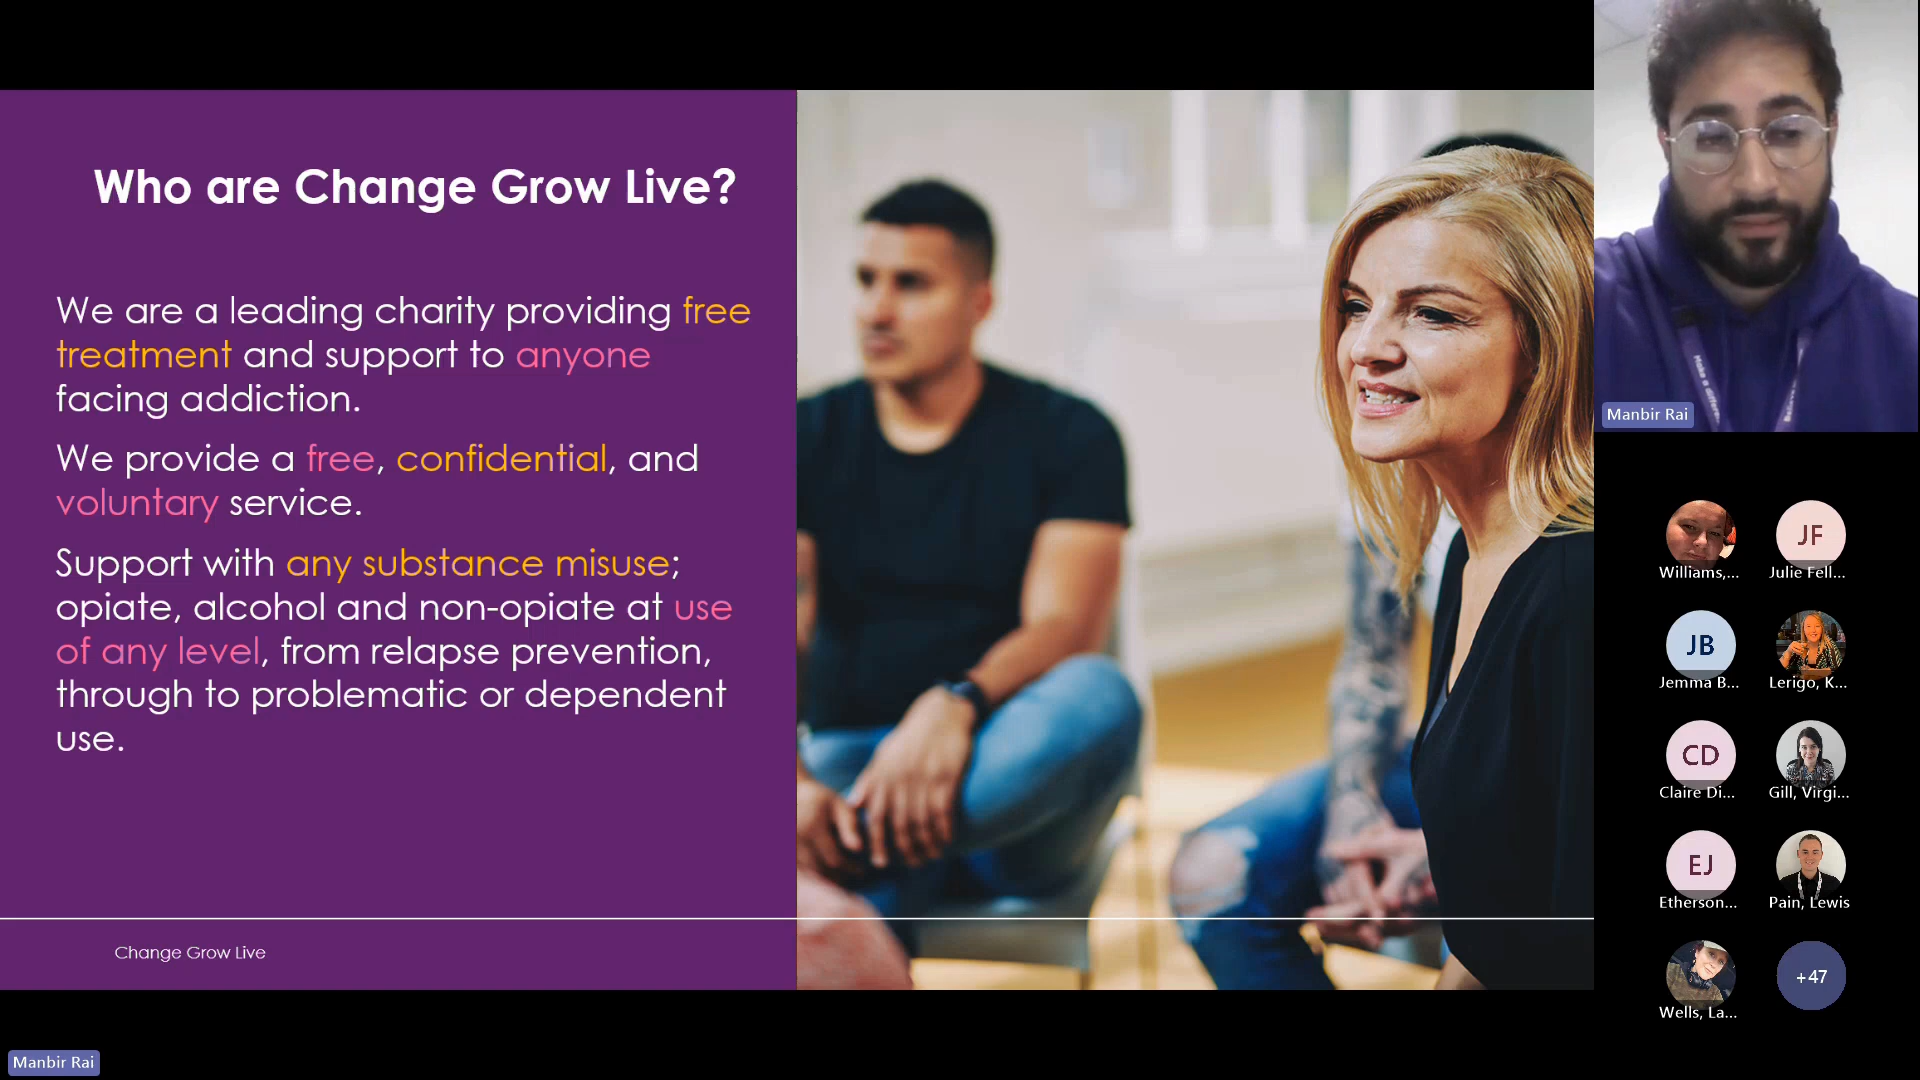 Who are Change Grow Live?
We are a leading charity providing free
treatment and support to anyone
facing addiction.
We provide a free, confidential, and
voluntary service.
Support with any substance misuse;
opiate, alcohol and non-opiate at use
of any level, from relapse prevention,
through to problematic or dependent
use.
Change Grow Live
Manbir Rai
Make a differe
Manbir Rai
Williams,...
JF
Julie Fell...
JB
Jemma B...
Lerigo, K...
CD
Claire Di...
Gill, Virgi...
EJ
Etherson...
Pain, Lewis
Wells, La...
+47